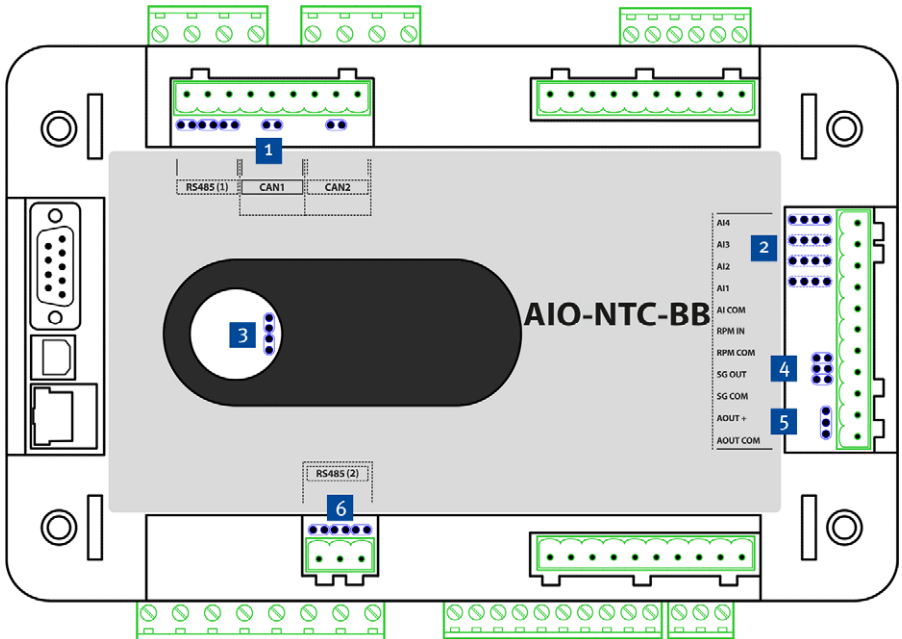 1
RS485 (1) CAN1 CAN2
AI4
2
AI3
AI2
AI1
AIO-NTC-BB
AI COM
3
RPM IN
RPM COM
4
SG OUT
SG COM
AOUT +
5
AOUT COM
RS485 (2)
6